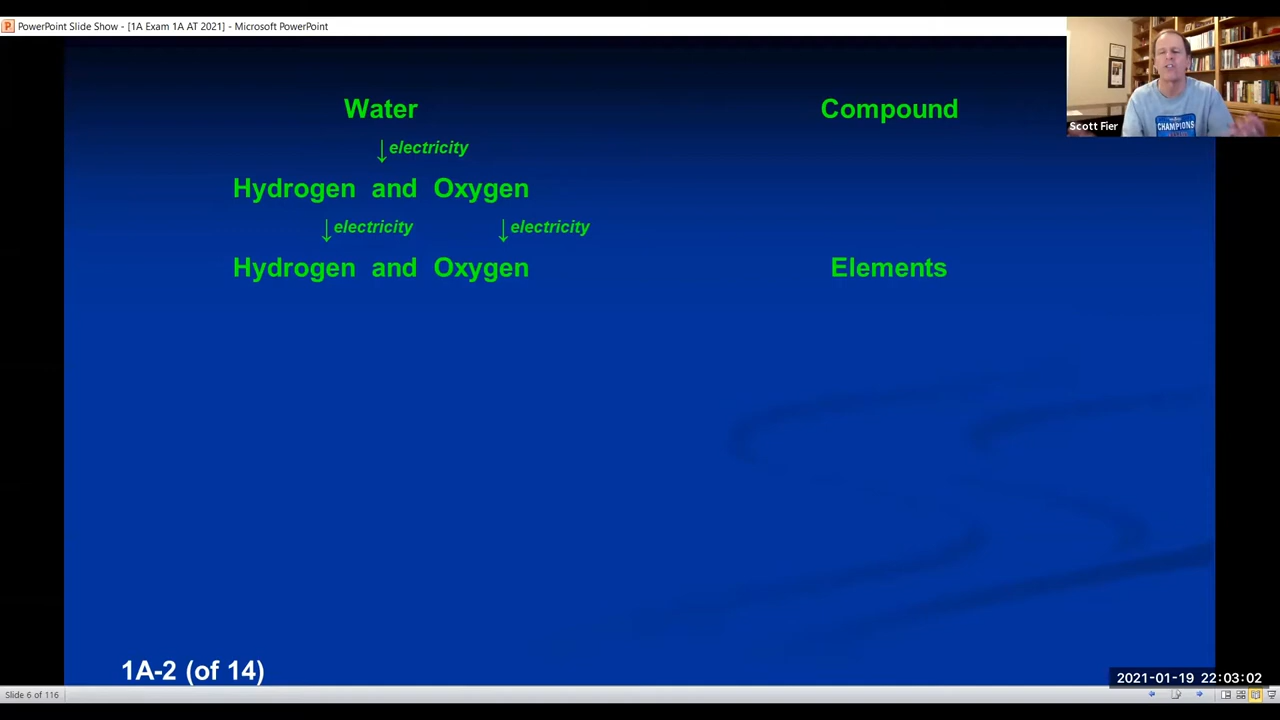 PowerPoint Slide Show - [1A Exam 1A AT 2021] - Microsoft PowerPoint
Scott Fier
CHAMPIONS
Water
Compound
↓ electricity
Hydrogen and Oxygen
↓ electricity ↓ electricity
Hydrogen and Oxygen
Elements
1A-2 (of 14)
2021-01-19 22:03:02
Slide 6 of 116